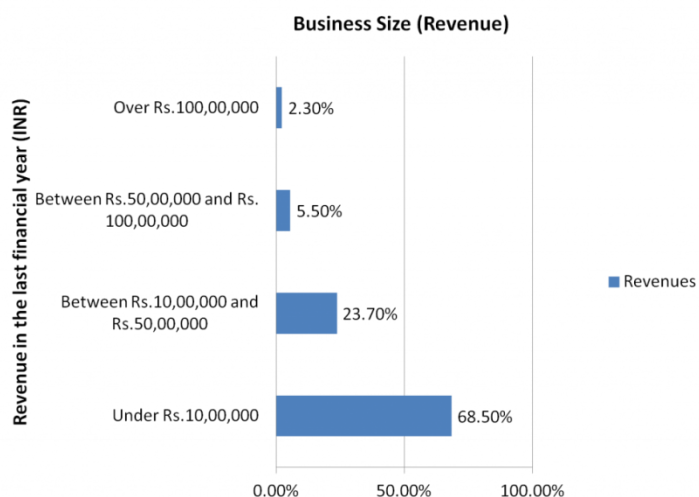 Business Size (Revenue)
Revenue in the last financial year (INR)
Over Rs.100,00,000
2.30%
Between Rs.50,00,000 and Rs.
100,00,000
5.50%
Between Rs.10,00,000 and
Rs.50,00,000
23.70%
Under Rs.10,00,000
68.50%
Revenues
0.00%
50.00%
100.00%